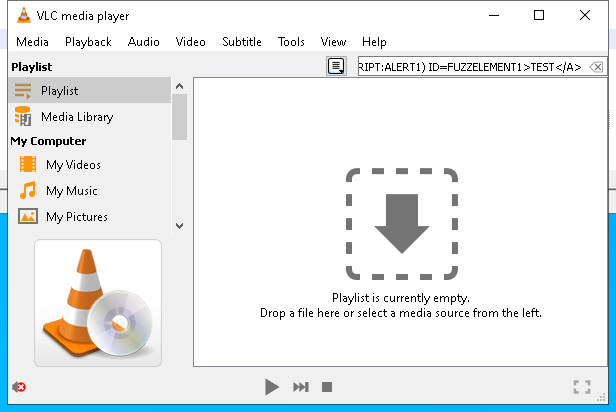 VLC media player
Media Playback Audio Video Subtitle Tools View Help
Playlist
RIPT:ALERT1) ID=FUZZELEMENT1>TEST</A>
Playlist
Media Library
My Computer
My Videos
My Music
My Pictures
Playlist is currently empty.
Drop a file here or select a media source from the left.